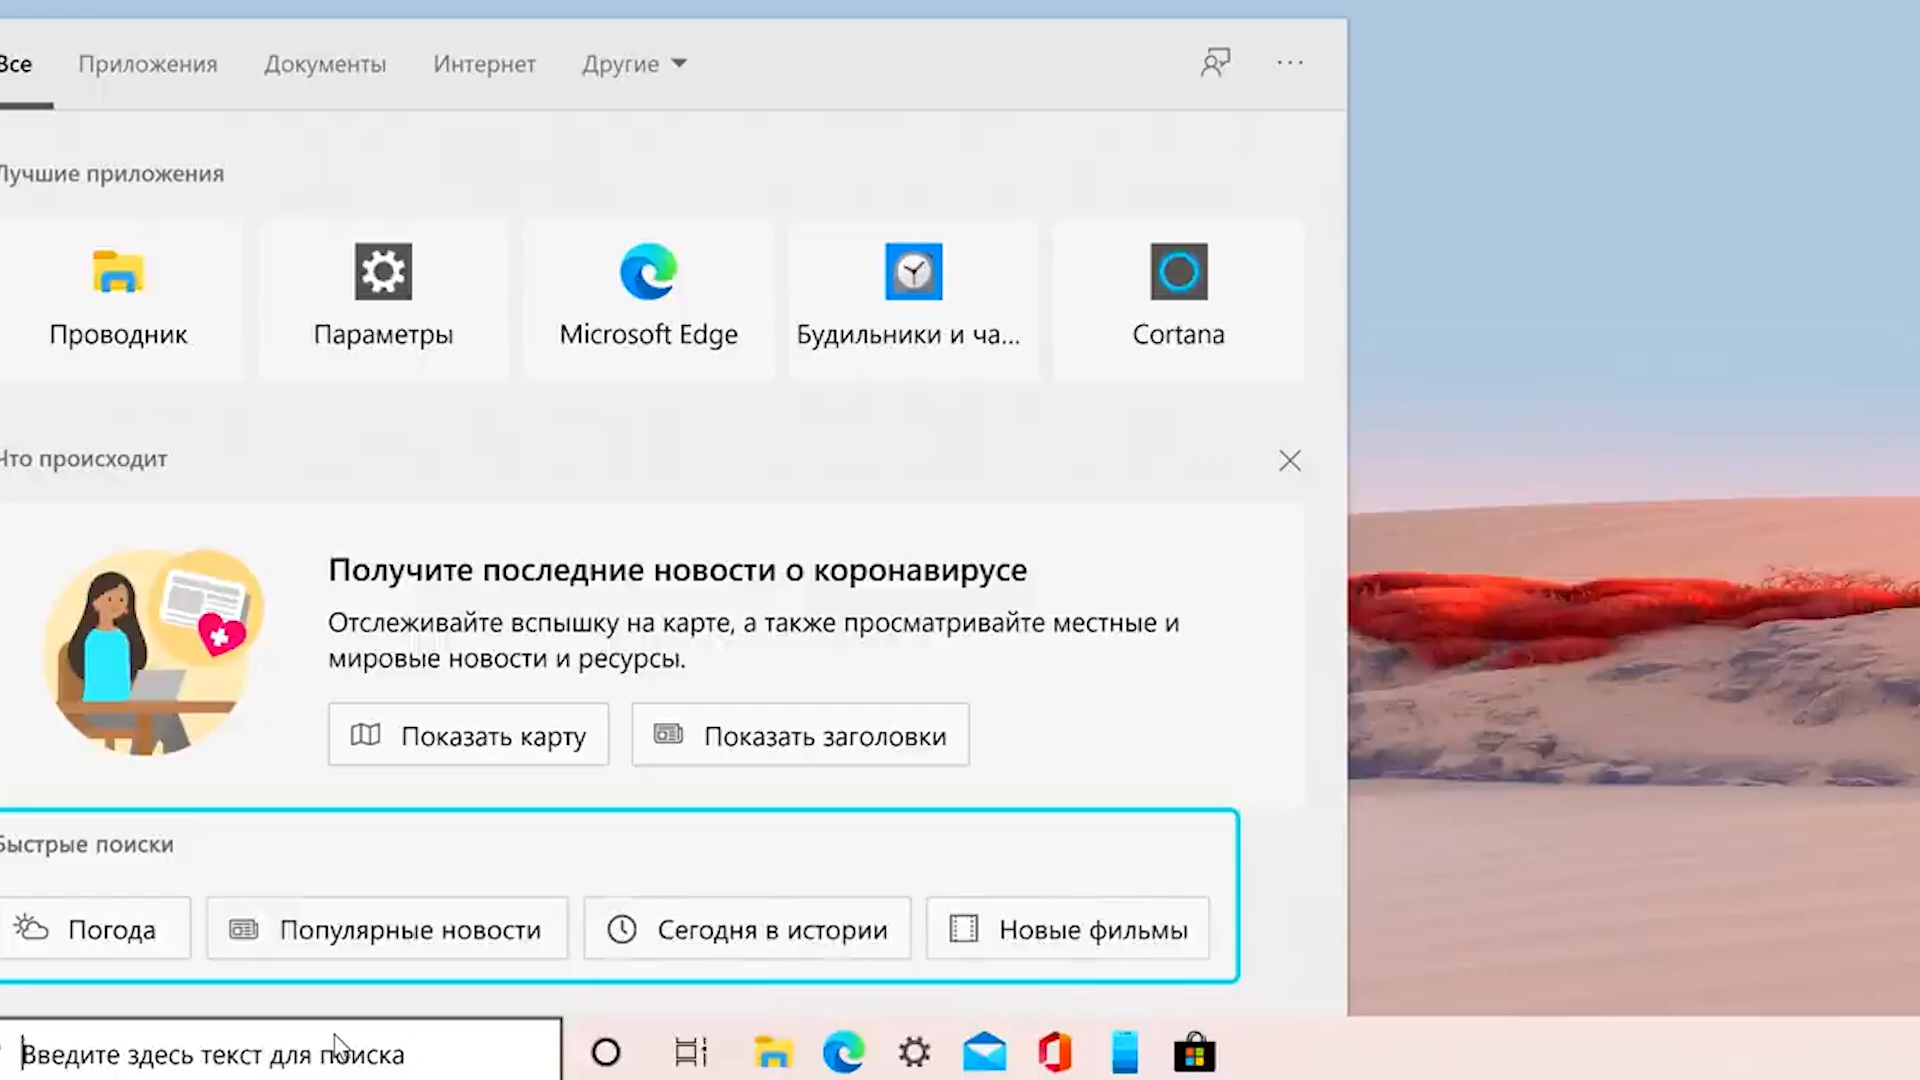 Все Приложения Документы Интернет Другие
Лучшие приложения
Проводник Параметры Microsoft Edge Будильники и ча... Cortana
Что происходит
Получите последние новости о коронавирусе
Отслеживайте вспышку на карте, а также просматривайте местные и
мировые новости и ресурсы.
Показать карту Показать заголовки
Быстрые поиски
Погода Популярные новости Сегодня в истории Новые фильмы
Введите здесь текст для поиска